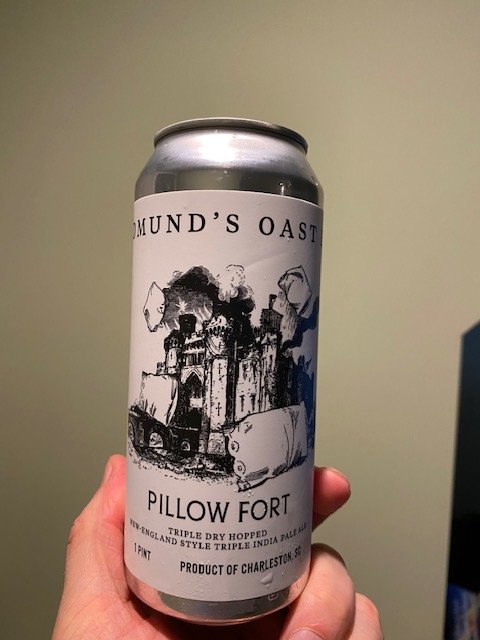 DMUND'S OAST
PILLOW FORT
TRIPLE DRY HOPPED
NEW-ENGLAND STYLE TRIPLE INDIA PALE ALE
1 PINT
PRODUCT OF CHARLESTON, SC